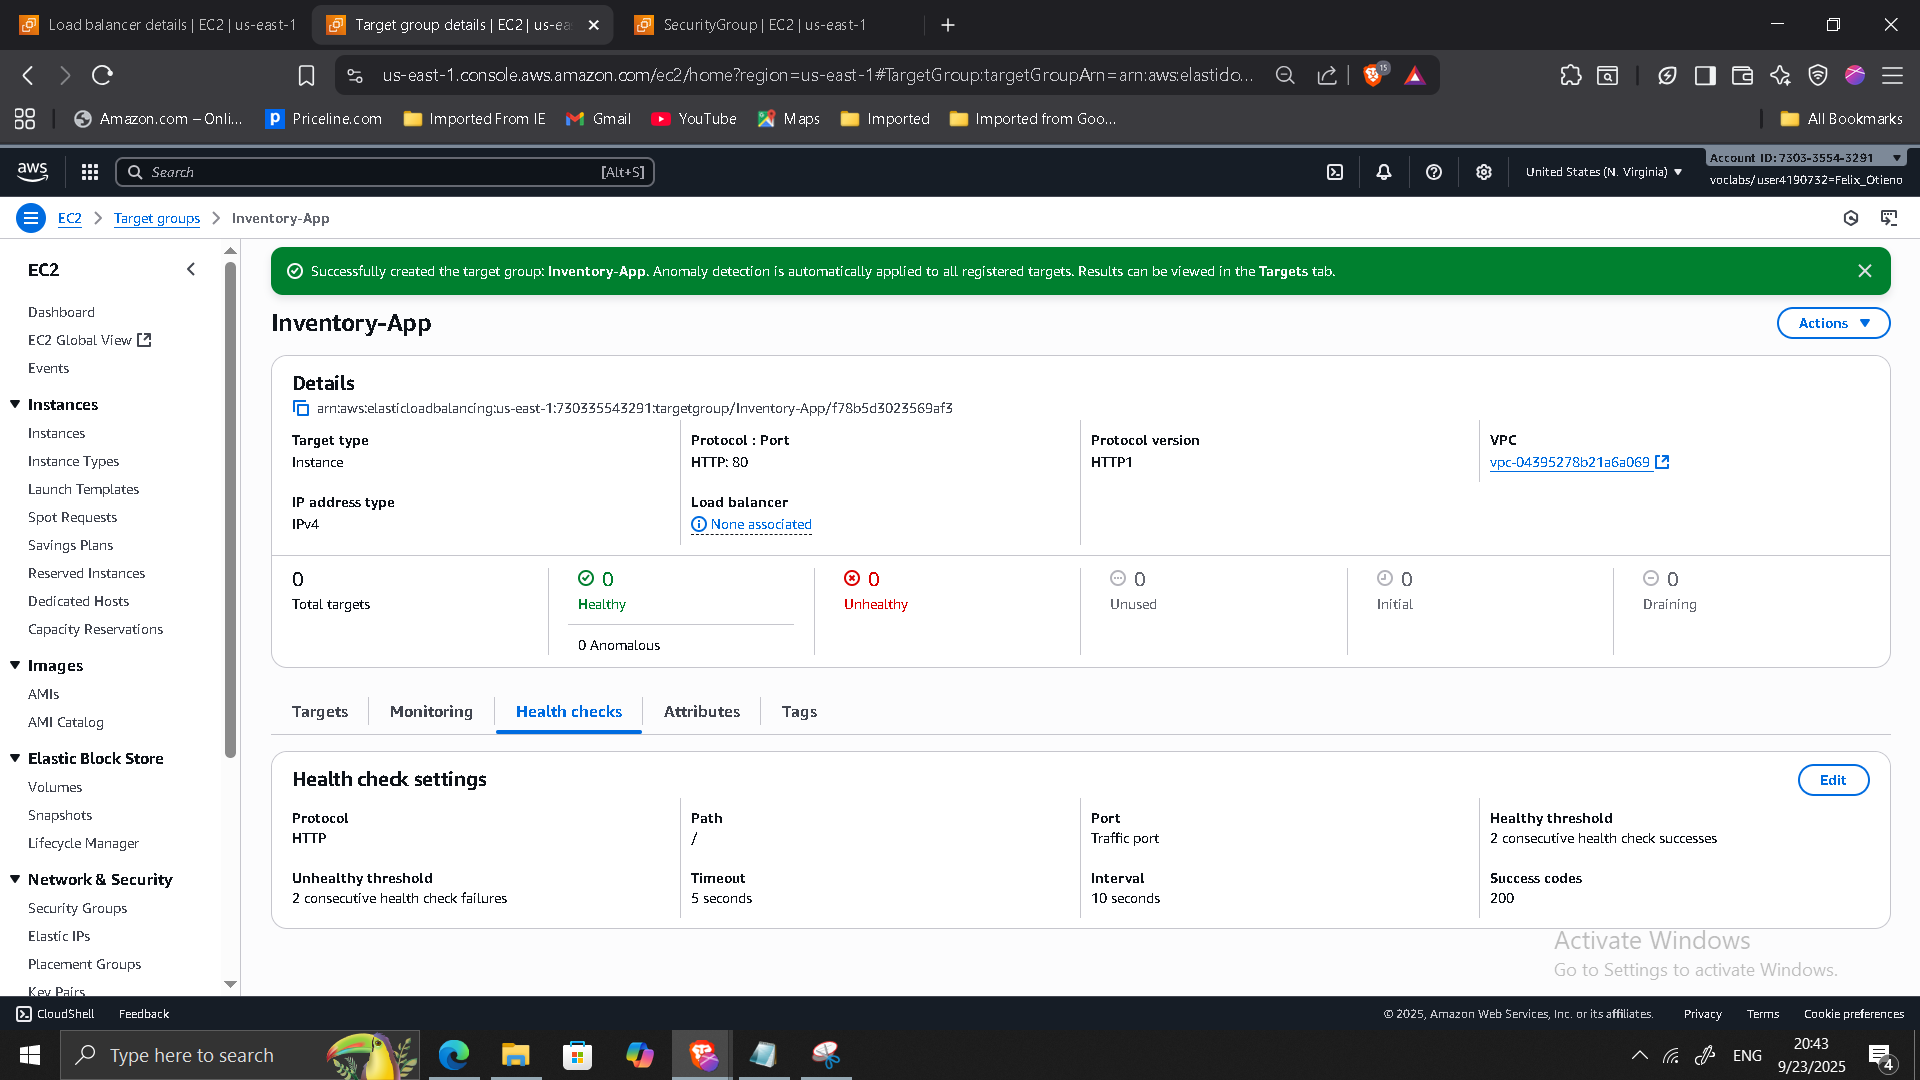 Load balancer details | EC2 | us-east-1
Target group details | EC2 | us-ea
SecurityGroup | EC2 | us-east-1
us-east-1.console.aws.amazon.com/ec2/home?region=us-east-1#TargetGroup:targetGroupArn=arn:aws:elastico...
15
Amazon.com – Onli...
Priceline.com
Imported From IE
Gmail
YouTube
Maps
Imported
Imported from Goo...
All Bookmarks
aws
Search
[Alt+S]
United States (N. Virginia)
Account ID: 7303-3554-3291
voclabs/user4190732=Felix_Otieno
EC2
Target groups
Inventory-App
EC2
Dashboard
EC2 Global View
Events
Instances
Instances
Instance Types
Launch Templates
Spot Requests
Savings Plans
Reserved Instances
Dedicated Hosts
Capacity Reservations
Images
AMIs
AMI Catalog
Elastic Block Store
Volumes
Snapshots
Lifecycle Manager
Network & Security
Security Groups
Elastic IPs
Placement Groups
Key Pairs
Successfully created the target group: Inventory-App. Anomaly detection is automatically applied to all registered targets. Results can be viewed in the Targets tab.
Inventory-App
Actions
Details
arn:aws:elasticloadbalancing:us-east-1:730335543291:targetgroup/Inventory-App/f78b5d3023569af3
Target type
Instance
Protocol : Port
HTTP: 80
Protocol version
HTTP1
VPC
vpc-04395278b21a6a069
IP address type
IPv4
Load balancer
None associated
0
Total targets
0
Healthy
0 Anomalous
0
Unhealthy
0
Unused
0
Initial
0
Draining
Targets
Monitoring
Health checks
Attributes
Tags
Health check settings
Edit
Protocol
HTTP
Path
/
Port
Traffic port
Healthy threshold
2 consecutive health check successes
Unhealthy threshold
2 consecutive health check failures
Timeout
5 seconds
Interval
10 seconds
Success codes
200
Activate Windows
Go to Settings to activate Windows.
CloudShell
Feedback
© 2025, Amazon Web Services, Inc. or its affiliates.
Privacy
Terms
Cookie preferences
Type here to search
ENG
20:43
9/23/2025
4